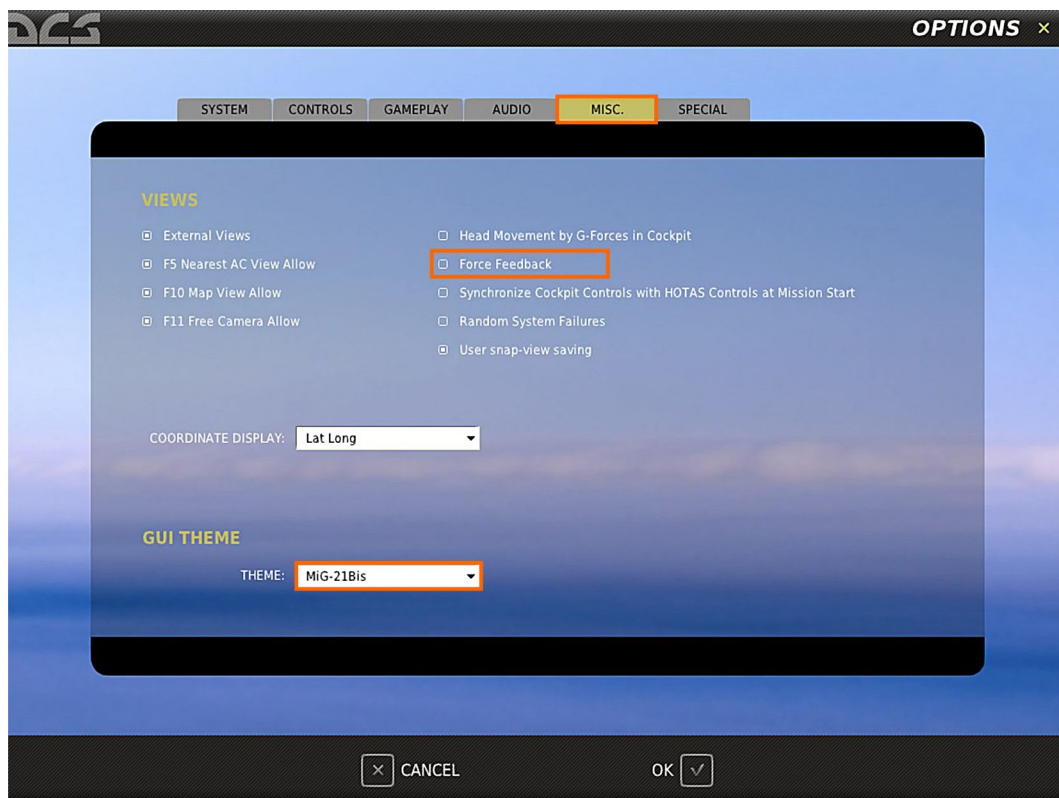 DCS
OPTIONS
SYSTEM CONTROLS GAMEPLAY AUDIO MISC. SPECIAL
VIEWS
External Views
Head Movement by G-Forces in Cockpit
F5 Nearest AC View Allow
Force Feedback
F10 Map View Allow
Synchronize Cockpit Controls with HOTAS Controls at Mission Start
F11 Free Camera Allow
Random System Failures
User snap-view saving
COORDINATE DISPLAY: Lat Long
GUI THEME
THEME: MiG-21Bis
CANCEL
OK